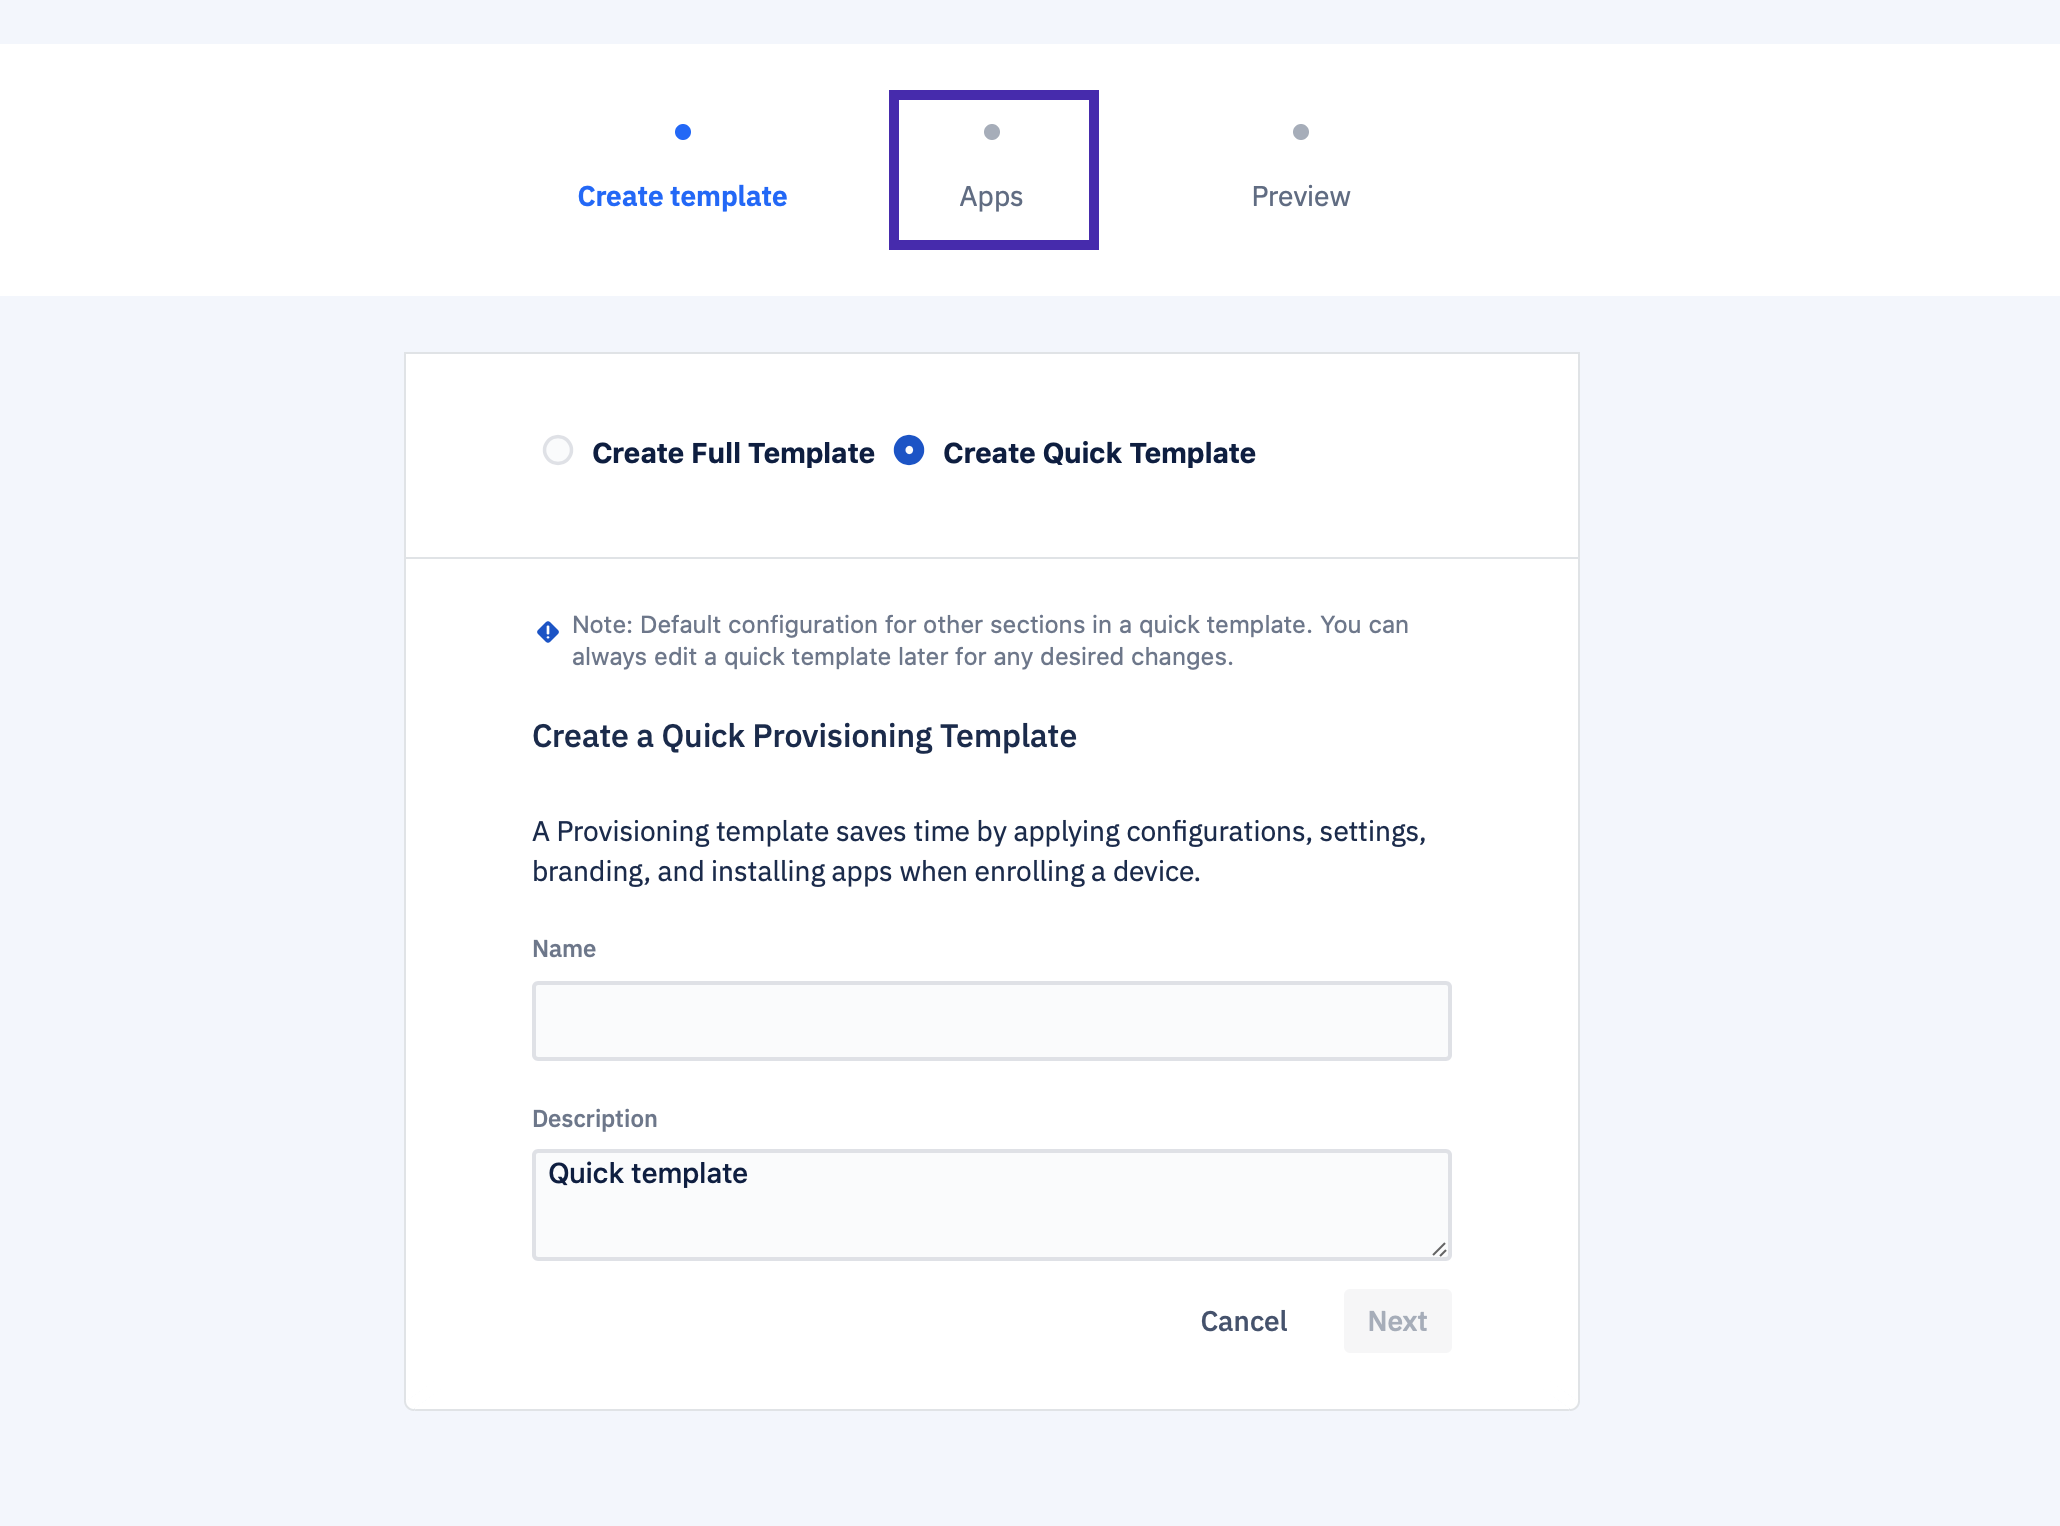 Create template
Apps
Preview
Create Full Template
Create Quick Template
Note: Default configuration for other sections in a quick template. You can
always edit a quick template later for any desired changes.
Create a Quick Provisioning Template
A Provisioning template saves time by applying configurations, settings,
branding, and installing apps when enrolling a device.
Name
Description
Quick template
Cancel
Next